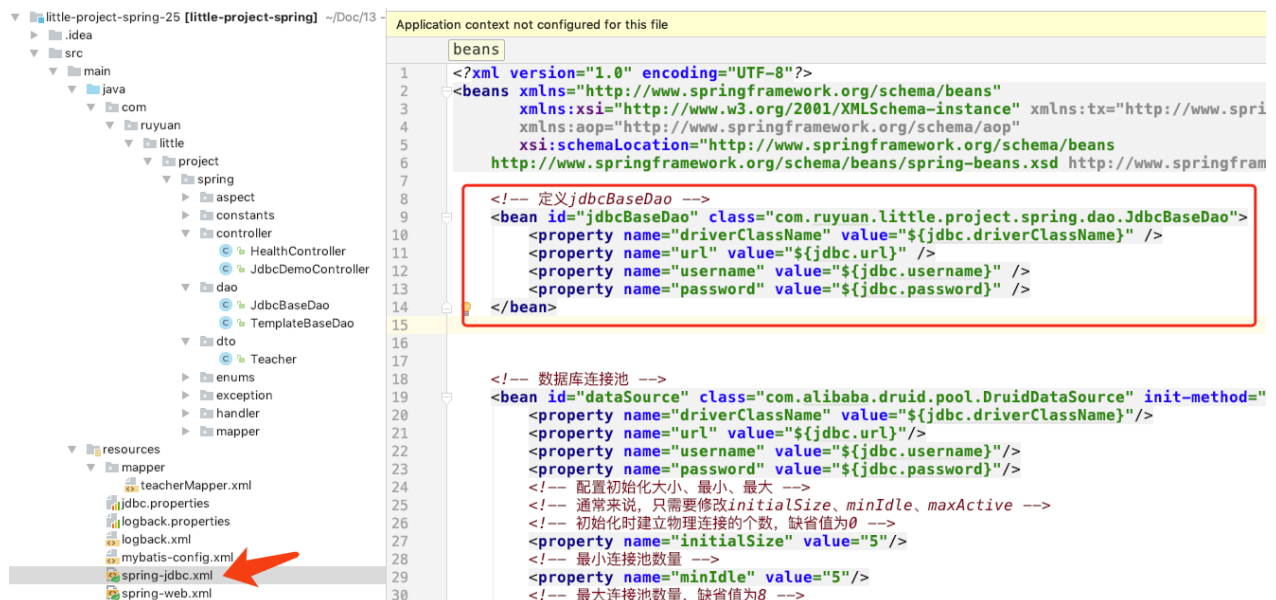 little-project-spring-25 [little-project-spring] ~/Doc/13 -
.idea
src
main
java
com
ruyuan
little
project
spring
aspect
constants
controller
HealthController
JdbcDemoController
dao
JdbcBaseDao
TemplateBaseDao
dto
Teacher
enums
exception
handler
mapper
resources
mapper
teacherMapper.xml
jdbc.properties
logback.properties
logback.xml
mybatis-config.xml
spring-jdbc.xml
spring-web.xml
Application context not configured for this file
beans
1 <?xml version="1.0" encoding="UTF-8"?>
2 <beans xmlns="http://www.springframework.org/schema/beans"
3 xmlns:xsi="http://www.w3.org/2001/XMLSchema-instance" xmlns:tx="http://www.spri
4 xmlns:aop="http://www.springframework.org/schema/aop"
5 xsi:schemaLocation="http://www.springframework.org/schema/beans
6 http://www.springframework.org/schema/beans/spring-beans.xsd http://www.springfram
7
8 <!-- 定义jdbcBaseDao -->
9 <bean id="jdbcBaseDao" class="com.ruyuan.little.project.spring.dao.JdbcBaseDao">
10 <property name="driverClassName" value="${jdbc.driverClassName}" />
11 <property name="url" value="${jdbc.url}" />
12 <property name="username" value="${jdbc.username}" />
13 <property name="password" value="${jdbc.password}" />
14 </bean>
15
16
17
18 <!-- 数据库连接池 -->
19 <bean id="dataSource" class="com.alibaba.druid.pool.DruidDataSource" init-method="
20 <property name="driverClassName" value="${jdbc.driverClassName}"/>
21 <property name="url" value="${jdbc.url}"/>
22 <property name="username" value="${jdbc.username}"/>
23 <property name="password" value="${jdbc.password}"/>
24 <!-- 配置初始化大小、最小、最大 -->
25 <!-- 通常来说，只需要修改initialSize、minIdle、maxActive -->
26 <!-- 初始化时建立物理连接的个数，缺省值为0 -->
27 <property name="initialSize" value="5"/>
28 <!-- 最小连接池数量 -->
29 <property name="minIdle" value="5"/>
30 <!-- 最大连接池数量，缺省值为8 -->